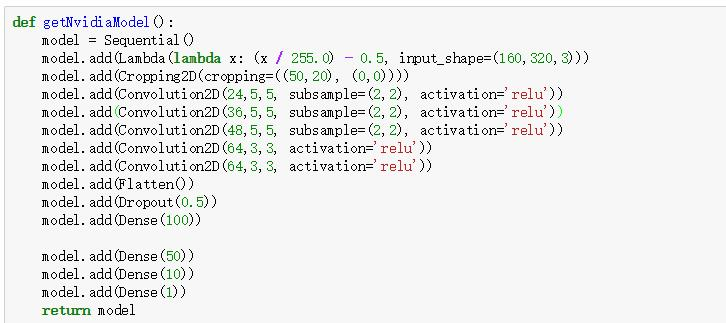 def getNvidiaModel():
    model = Sequential()
    model.add(Lambda(lambda x: (x / 255.0) - 0.5, input_shape=(160,320,3)))
    model.add(Cropping2D(cropping=((50,20), (0,0))))
    model.add(Convolution2D(24,5,5, subsample=(2,2), activation='relu'))
    model.add(Convolution2D(36,5,5, subsample=(2,2), activation='relu'))
    model.add(Convolution2D(48,5,5, subsample=(2,2), activation='relu'))
    model.add(Convolution2D(64,3,3, activation='relu'))
    model.add(Convolution2D(64,3,3, activation='relu'))
    model.add(Flatten())
    model.add(Dropout(0.5))
    model.add(Dense(100))
    model.add(Dense(50))
    model.add(Dense(10))
    model.add(Dense(1))
    return model